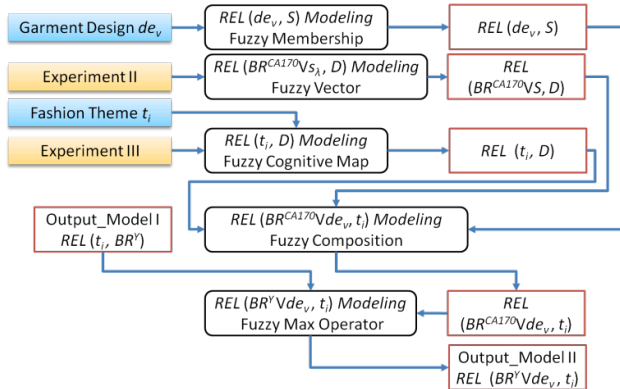 Garment Design de_v
REL (de_v, S) Modeling
Fuzzy Membership
REL (de_v, S)
Experiment II
REL (BR^CA170 V s_λ, D) Modeling
Fuzzy Vector
REL
(BR^CA170 VS, D)
Fashion Theme t_i
Experiment III
REL (t_i, D) Modeling
Fuzzy Cognitive Map
REL (t_i, D)
Output_Model I
REL (t_i, BR^Y)
REL (BR^CA170 Vde_v, t_i) Modeling
Fuzzy Composition
REL (BR^Y Vde_v, t_i) Modeling
Fuzzy Max Operator
REL
(BR^CA170 Vde_v, t_i)
Output_Model II
REL (BR^Y Vde_v, t_i)